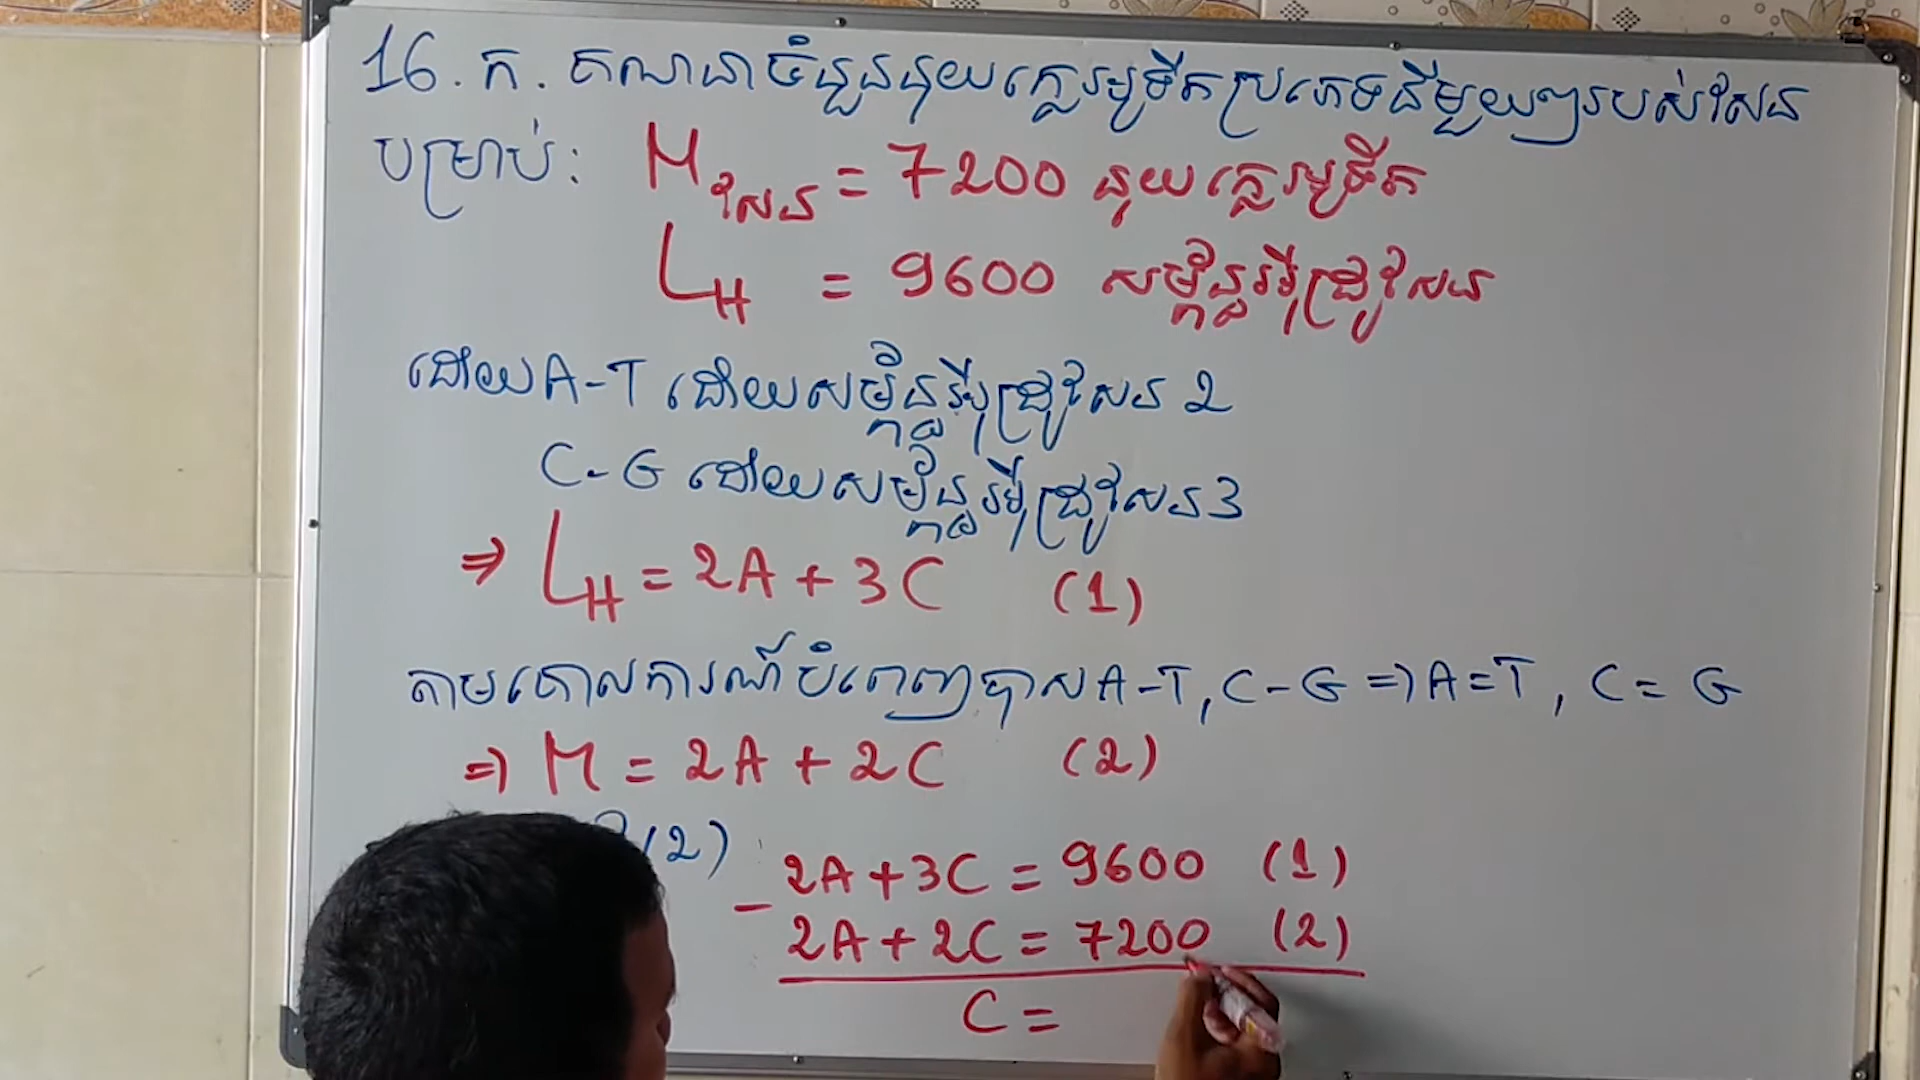 16. ក. គណនាចំនួននុយក្លេអូទីតប្រភេទនីមួយៗរបស់សែន
បម្រាប់: M សែន = 7200 នុយក្លេអូទីត
L_H = 9600 សម្ព័ន្ធអ៊ីដ្រូសែន
ដោយ A-T ដោយសម្ព័ន្ធអ៊ីដ្រូសែន 2
C-G ដោយសម្ព័ន្ធអ៊ីដ្រូសែន 3
⇒ L_H = 2A + 3C (1)
តាមគោលការណ៍បំពេញបាស A-T, C-G ⇒ A = T, C = G
⇒ M = 2A + 2C (2)
(2)
- 2A + 3C = 9600 (1)
2A + 2C = 7200 (2)
C =